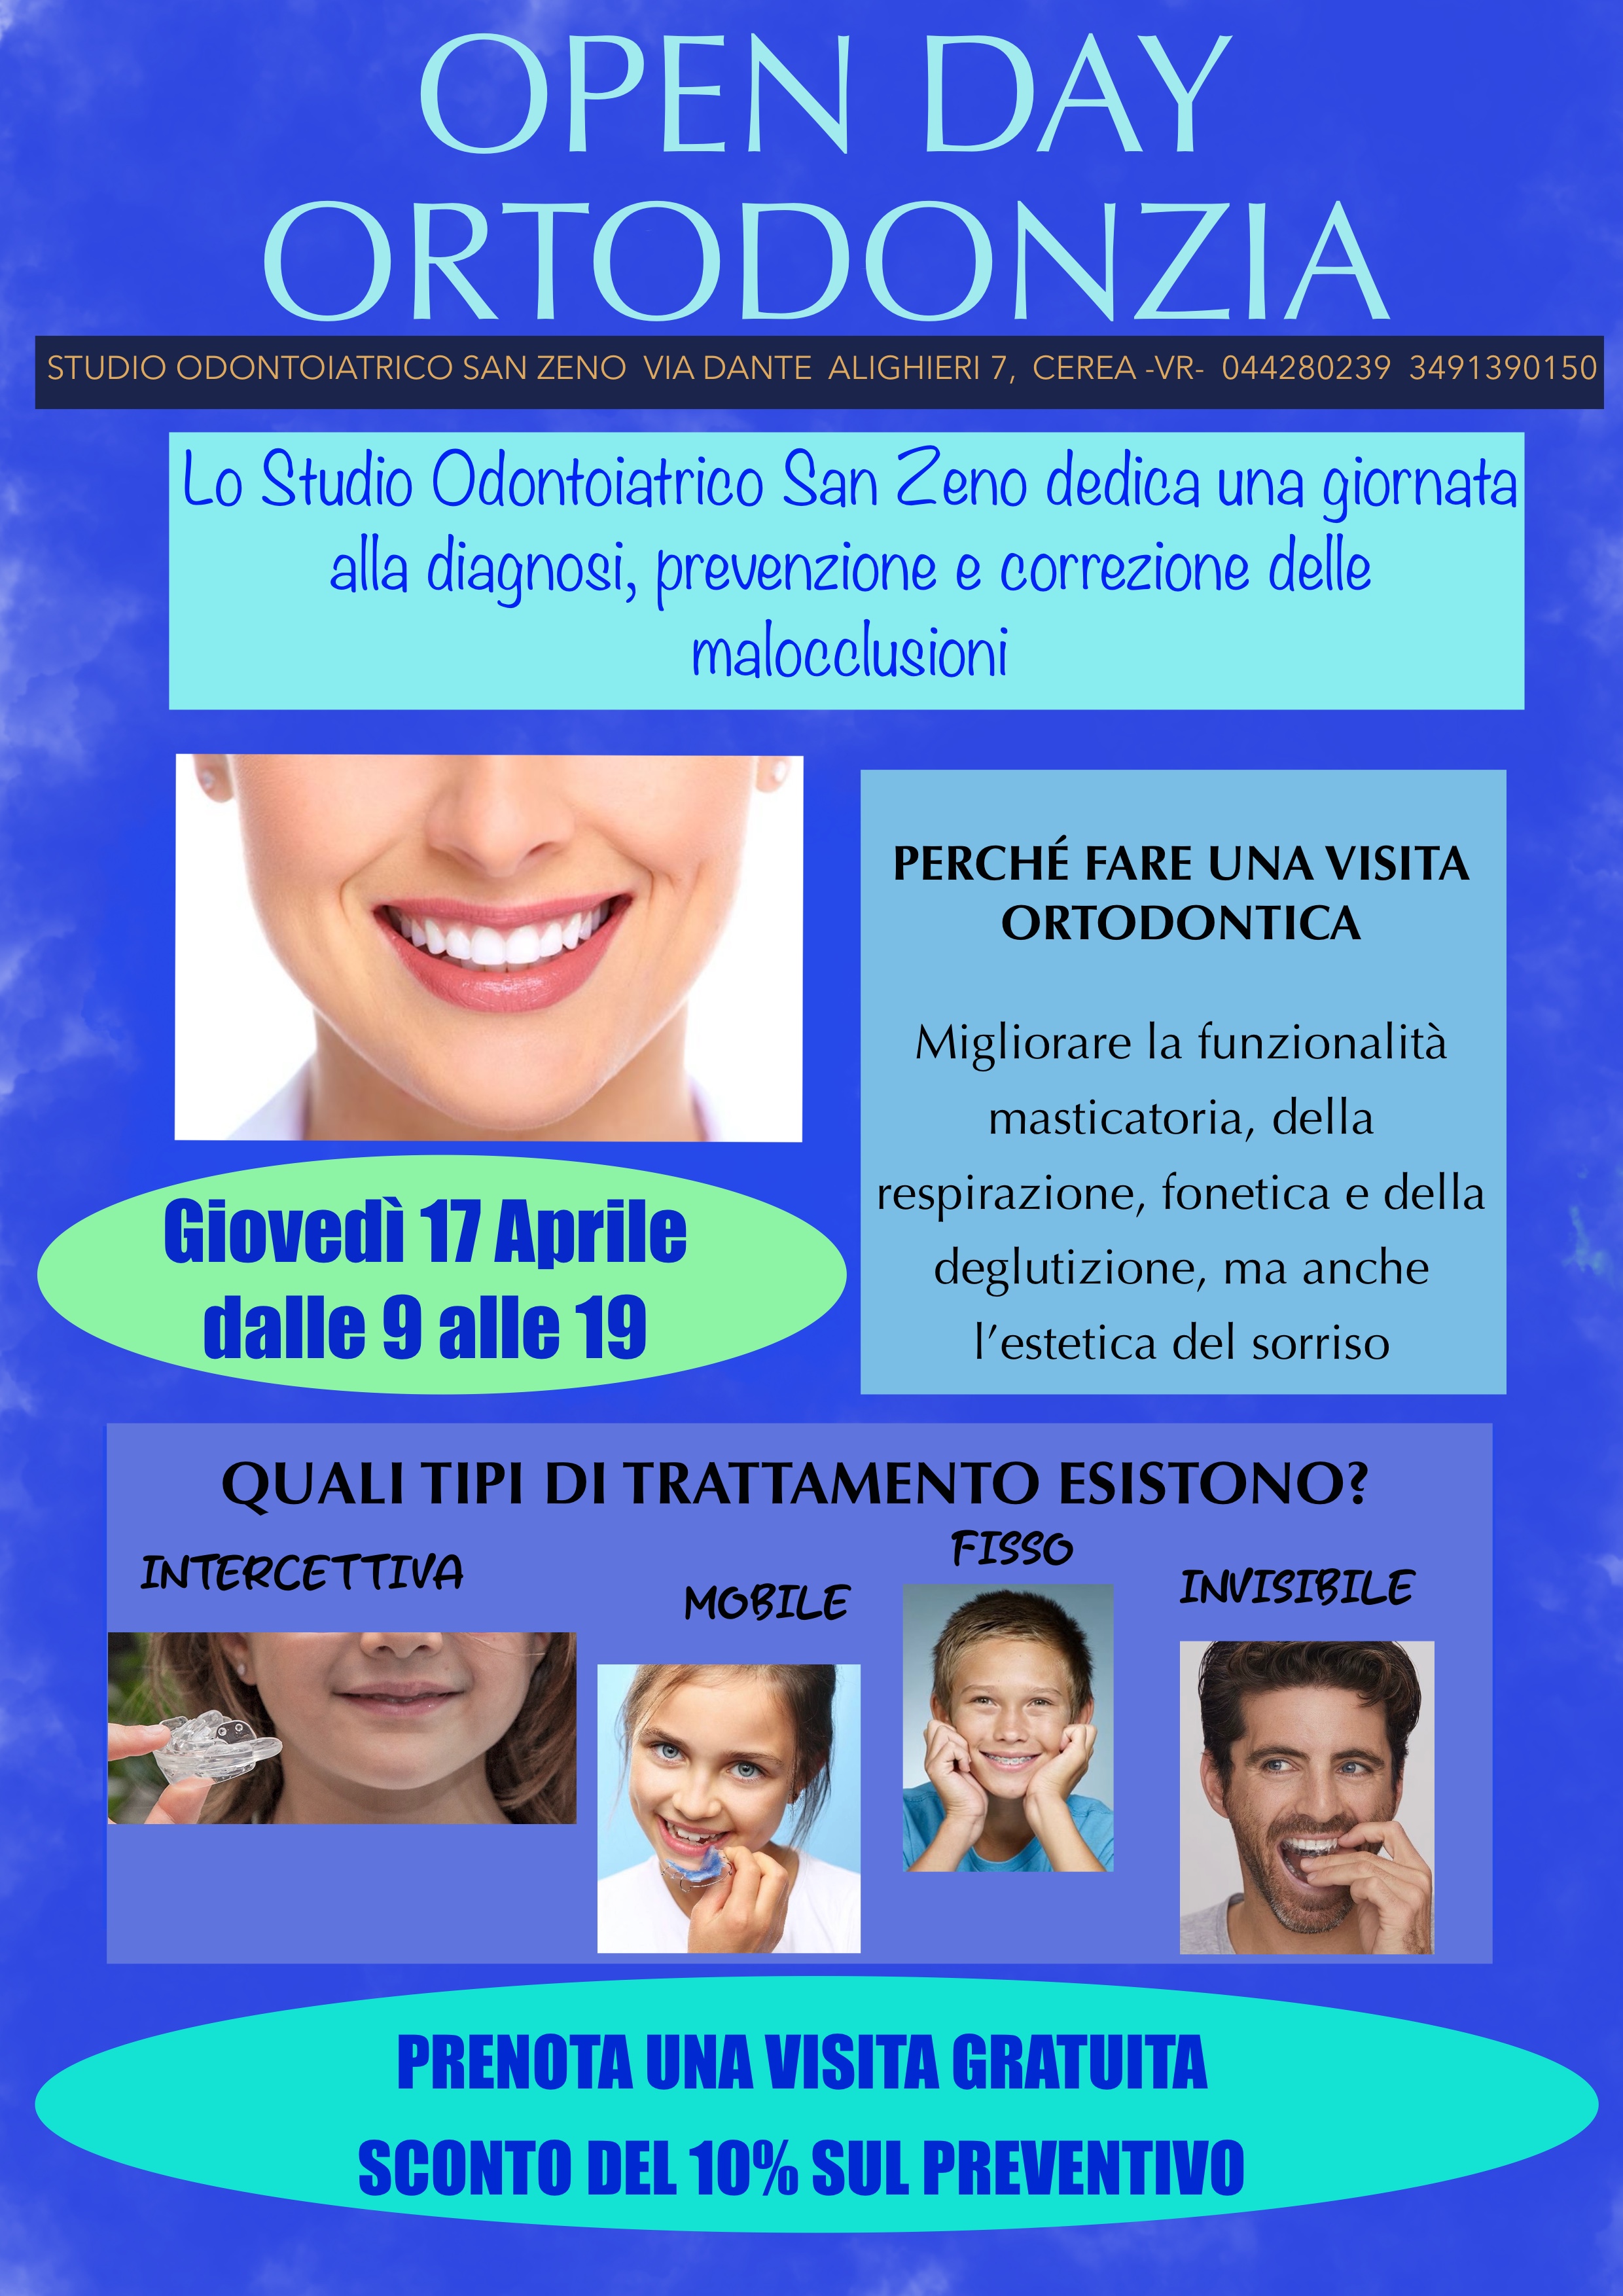 OPEN DAY
ORTODONZIA
STUDIO ODONTOIATRICO SAN ZENO VIA DANTE ALIGHIERI 7, CEREA -VR- 044280239 3491390150
Lo Studio Odontoiatrico San Zeno dedica una giornata
alla diagnosi, prevenzione e correzione delle
malocclusioni
PERCHÉ FARE UNA VISITA
ORTODONTICA
Migliorare la funzionalità
masticatoria, della
respirazione, fonetica e della
deglutizione, ma anche
l’estetica del sorriso
Giovedì 17 Aprile
dalle 9 alle 19
QUALI TIPI DI TRATTAMENTO ESISTONO?
INTERCETTIVA
MOBILE
FISSO
INVISIBILE
PRENOTA UNA VISITA GRATUITA
SCONTO DEL 10% SUL PREVENTIVO